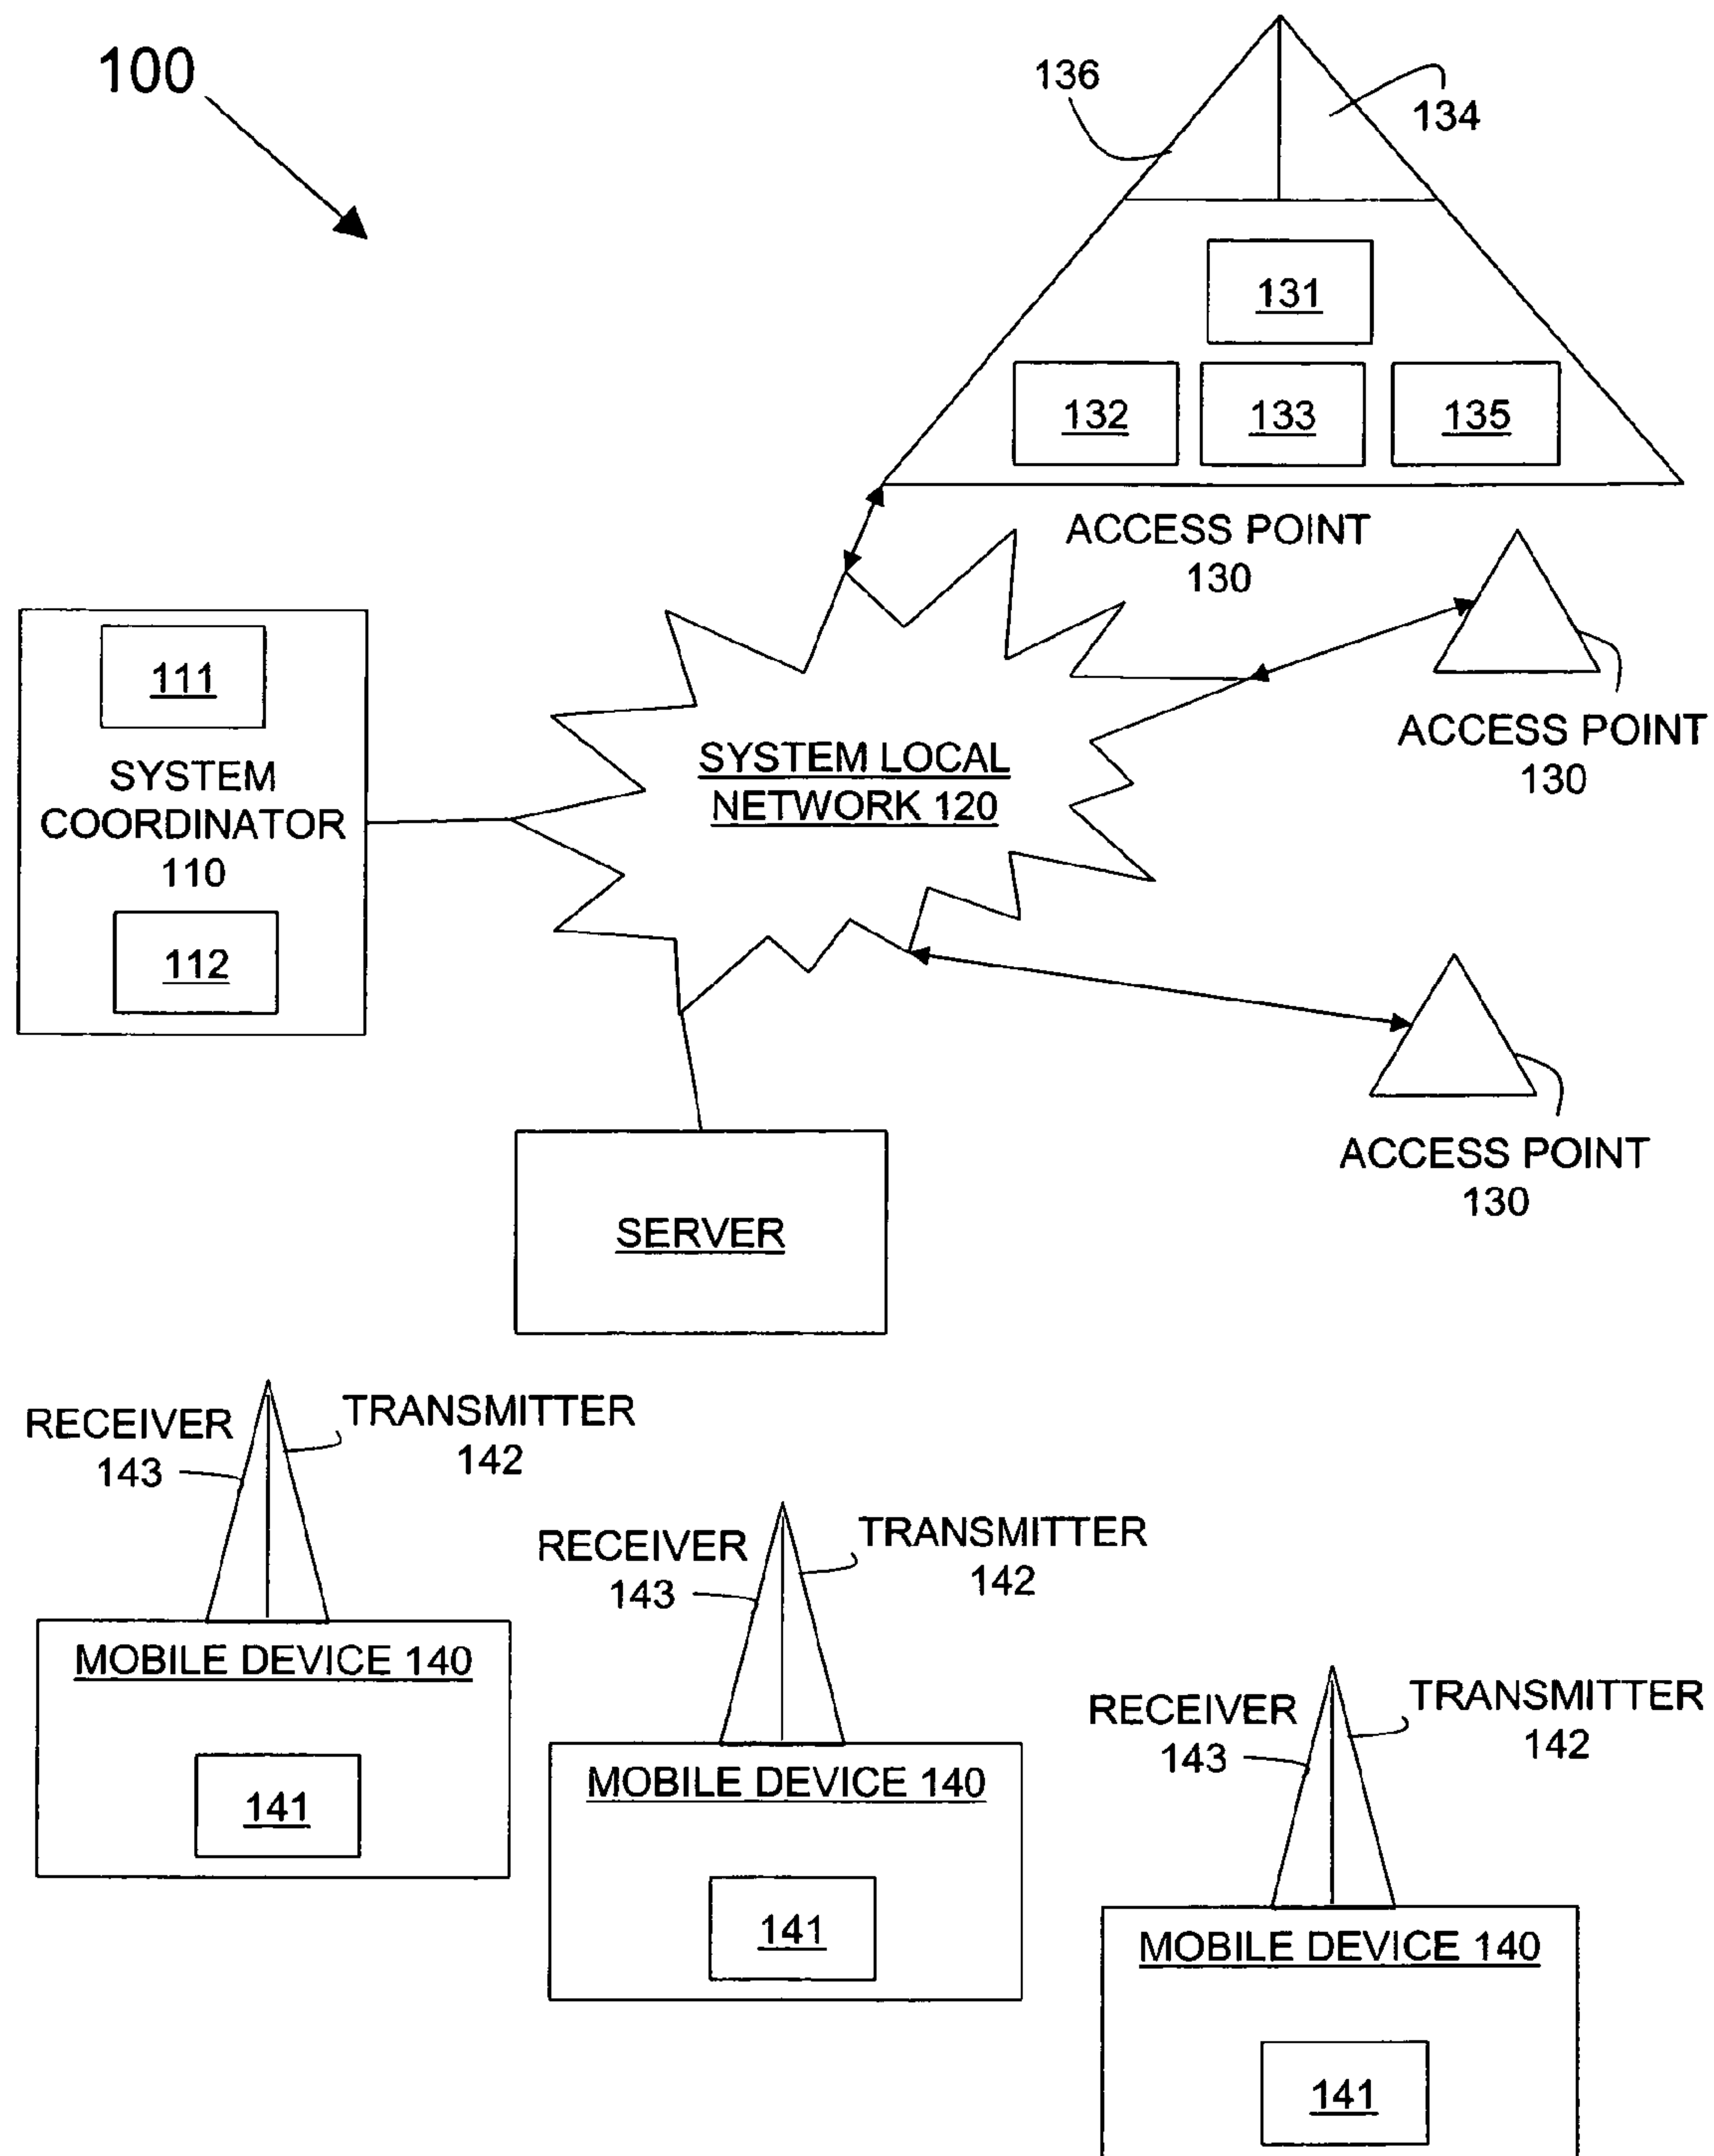 100
136
134
131
132
133
135
ACCESS POINT
130
111
SYSTEM
COORDINATOR
110
112
SYSTEM LOCAL
NETWORK 120
ACCESS POINT
130
ACCESS POINT
130
SERVER
RECEIVER
143
TRANSMITTER
142
MOBILE DEVICE 140
141
RECEIVER
143
TRANSMITTER
142
MOBILE DEVICE 140
141
RECEIVER
143
TRANSMITTER
142
MOBILE DEVICE 140
141